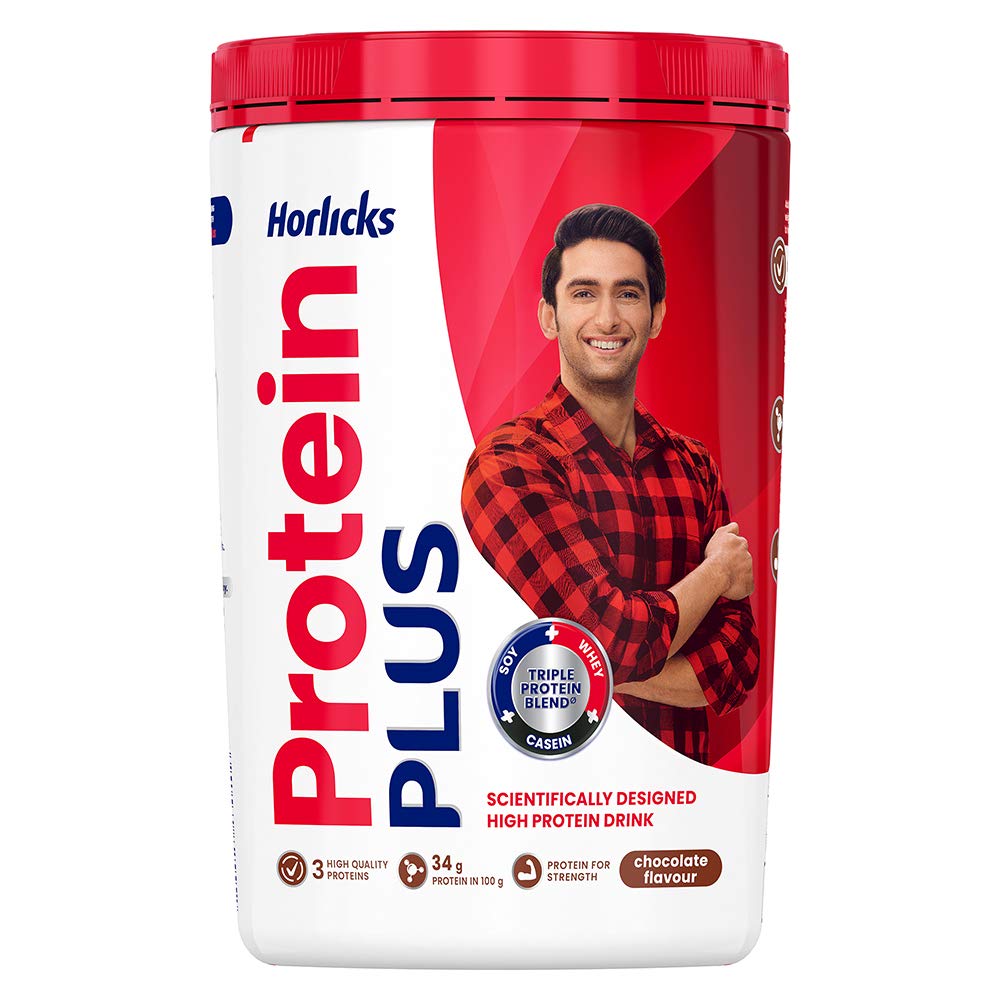 Horlicks
Protein
PLUS
SOY
WHEY
TRIPLE
PROTEIN
BLEND⌀
CASEIN
SCIENTIFICALLY DESIGNED
HIGH PROTEIN DRINK
3 HIGH QUALITY
PROTEINS
34 g
PROTEIN IN 100 g
PROTEIN FOR
STRENGTH
chocolate
flavour